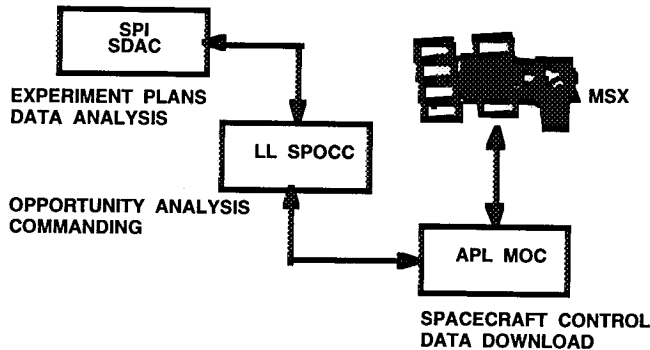 SPI
SDAC
EXPERIMENT PLANS
DATA ANALYSIS
MSX
LL SPOCC
OPPORTUNITY ANALYSIS
COMMANDING
APL MOC
SPACECRAFT CONTROL
DATA DOWNLOAD